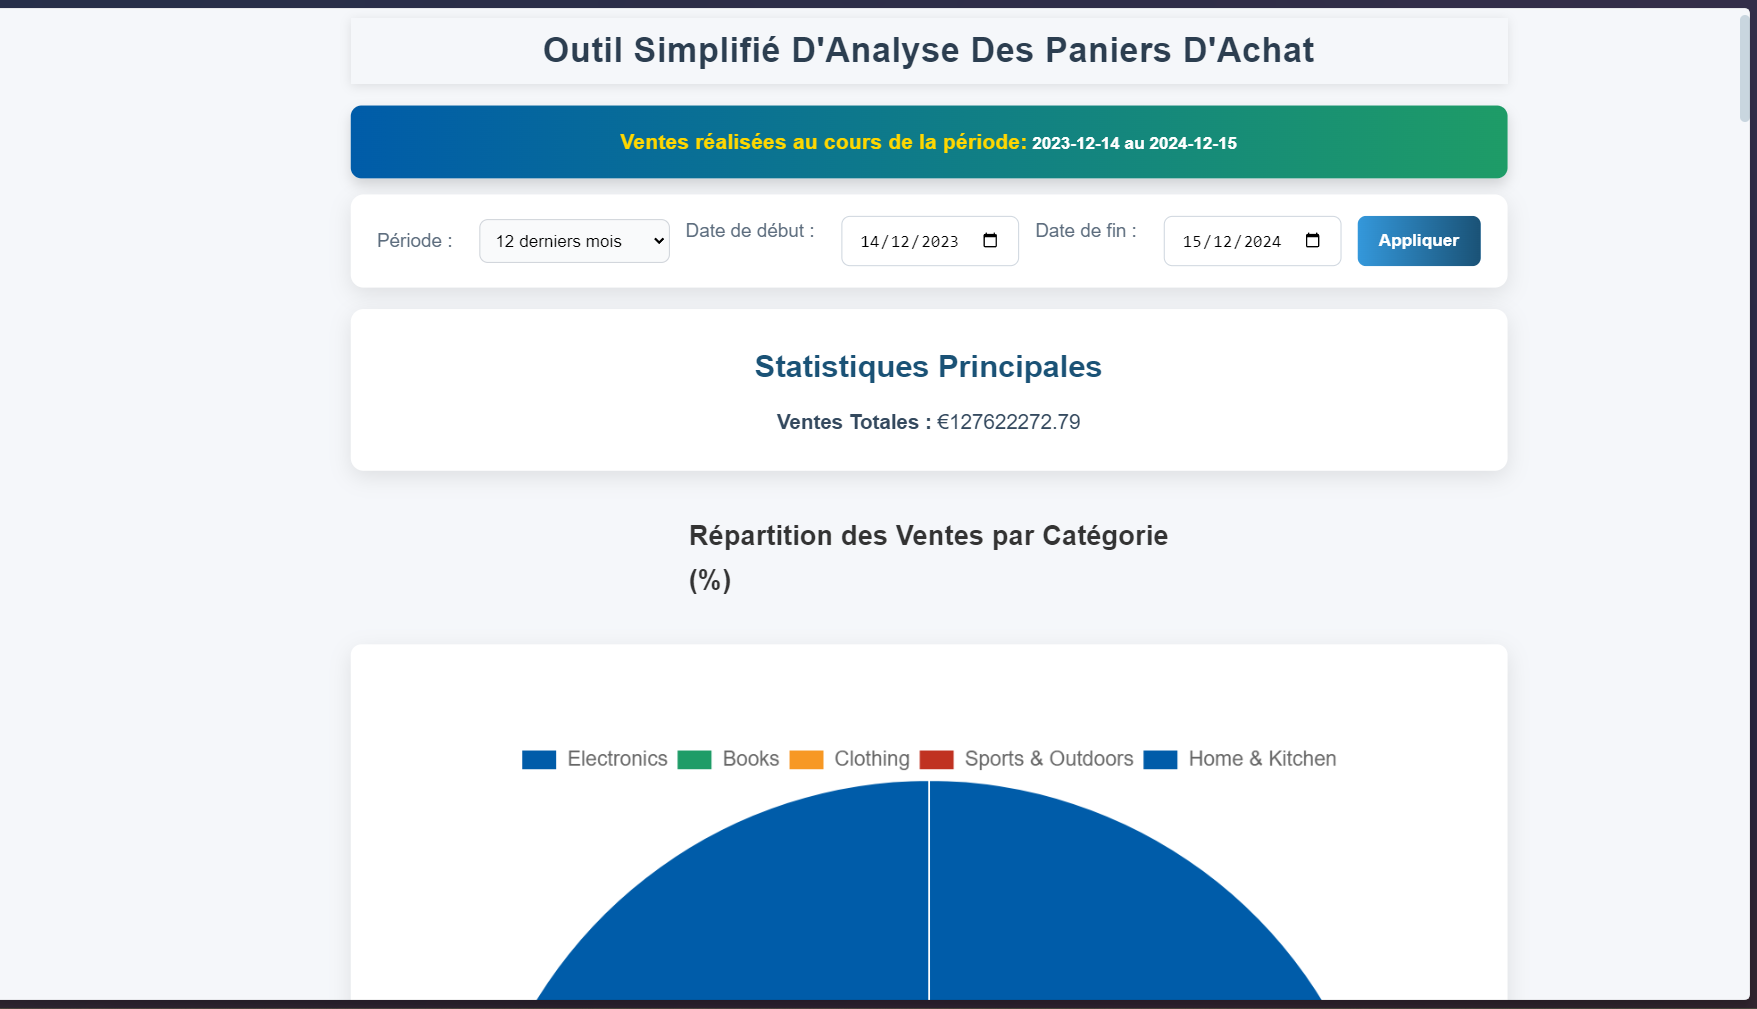 Outil Simplifié D'Analyse Des Paniers D'Achat
Ventes réalisées au cours de la période: 2023-12-14 au 2024-12-15
Période : 12 derniers mois Date de début : 14/12/2023 Date de fin : 15/12/2024 Appliquer
Statistiques Principales
Ventes Totales : €127622272.79
Répartition des Ventes par Catégorie
(%)
Electronics Books Clothing Sports & Outdoors Home & Kitchen